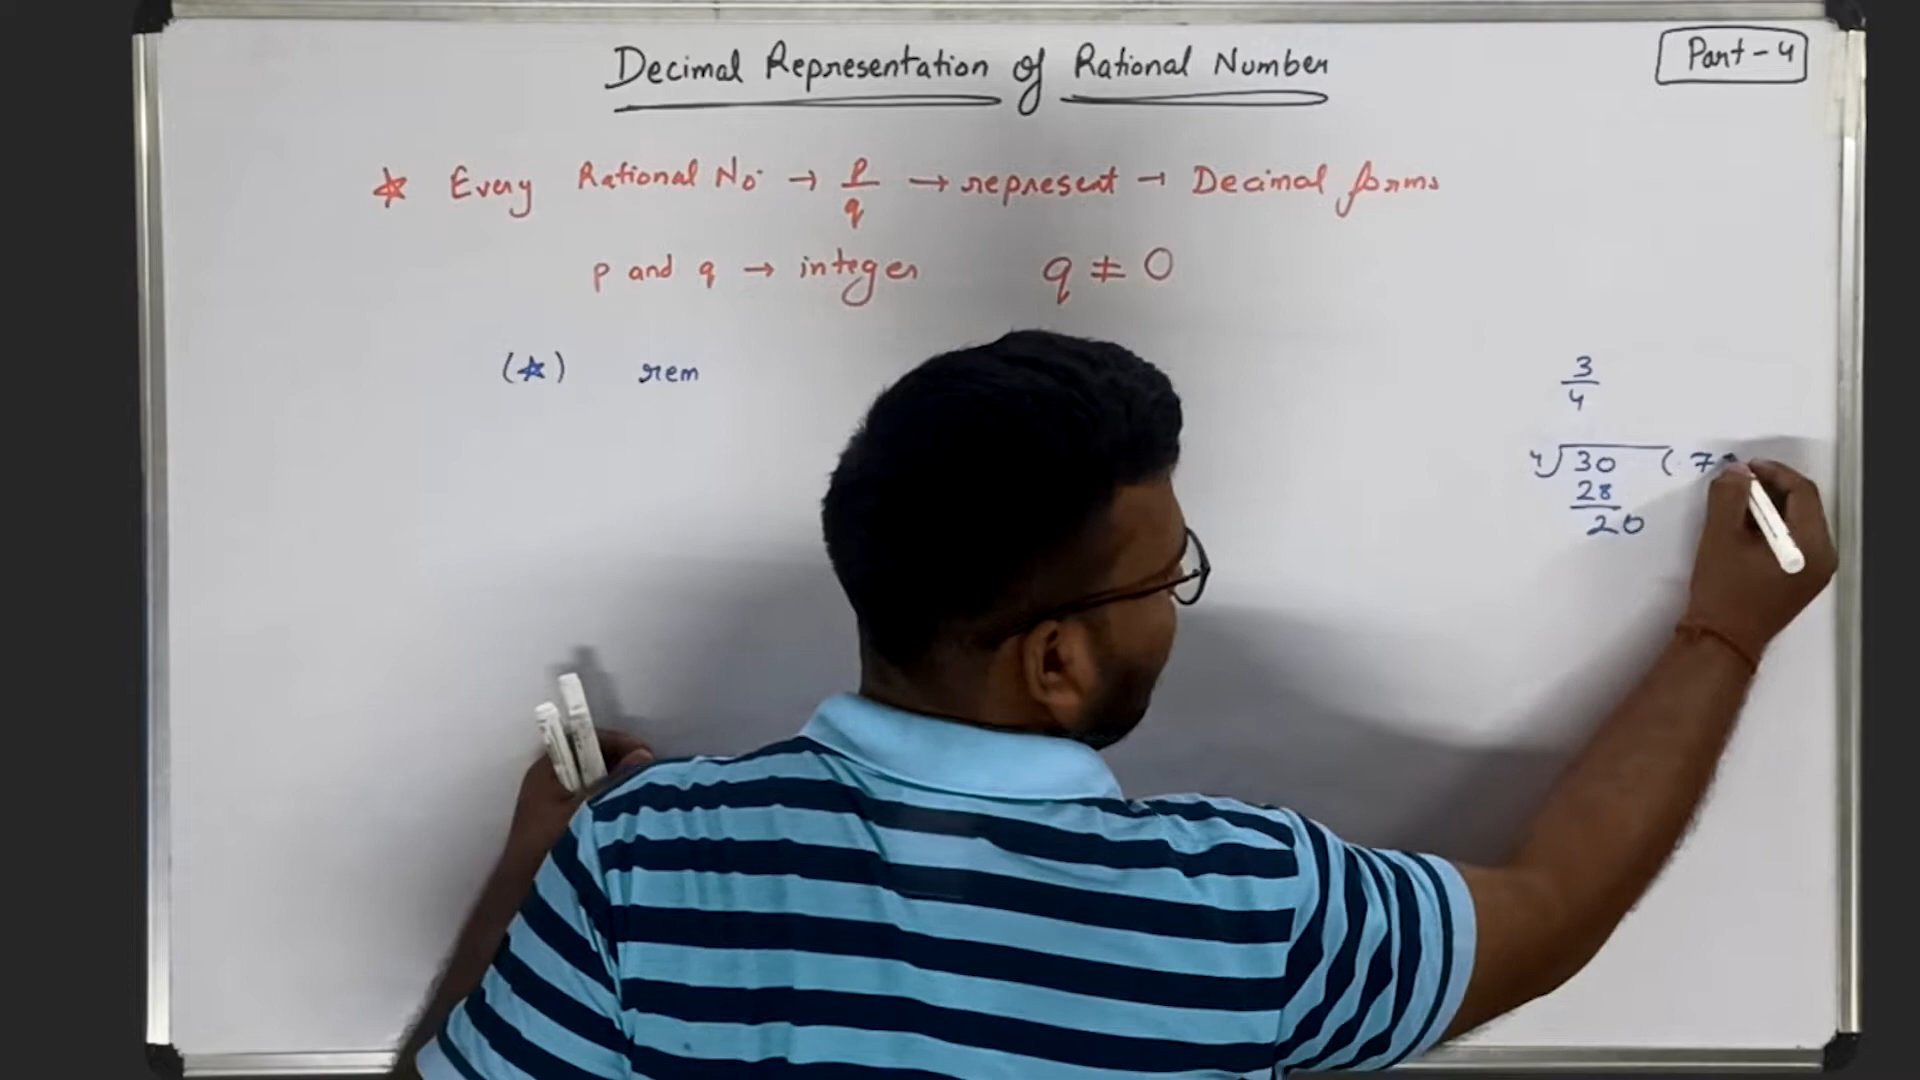 Decimal Representation of Rational Number
Part - 4
☆ Every Rational No. → p/q → represent → Decimal forms
p and q → integer q ≠ 0
(☆) rem
3/4
4 √ 30 ( .7
28
20